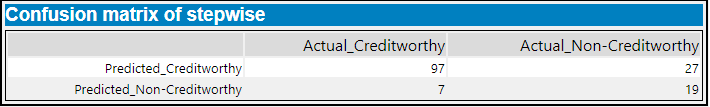 Confusion matrix of stepwise
Actual_Creditworthy Actual_Non-Creditworthy
Predicted_Creditworthy 97 27
Predicted_Non-Creditworthy 7 19